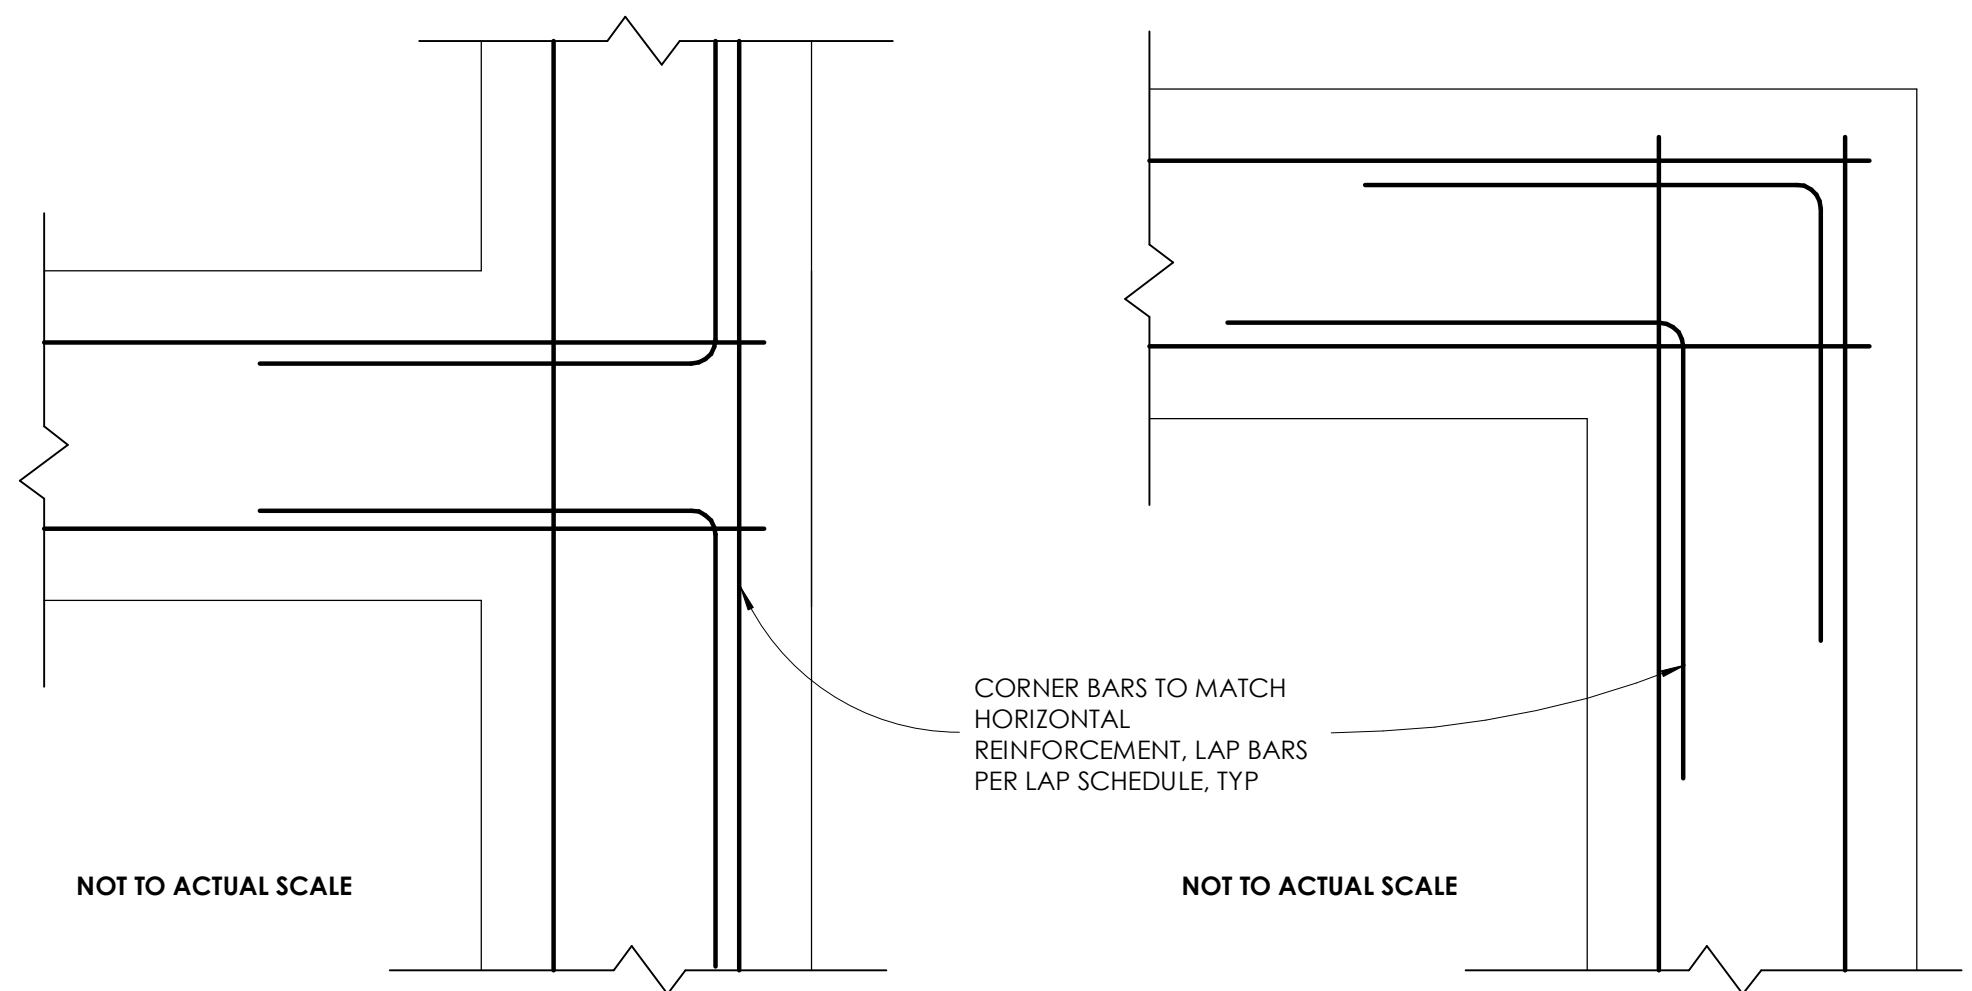 CORNER BARS TO MATCH
HORIZONTAL
REINFORCEMENT, LAP BARS
PER LAP SCHEDULE, TYP
NOT TO ACTUAL SCALE
NOT TO ACTUAL SCALE